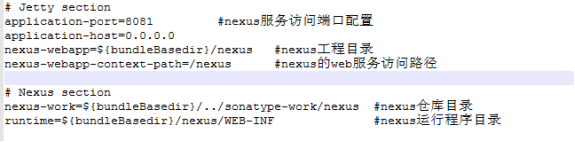 # Jetty section
application-port=8081 #nexus服务访问端口配置
application-host=0.0.0.0
nexus-webapp=${bundleBasedir}/nexus #nexus工程目录
nexus-webapp-context-path=/nexus #nexus的web服务访问路径
# Nexus section
nexus-work=${bundleBasedir}/../sonatype-work/nexus #nexus仓库目录
runtime=${bundleBasedir}/nexus/WEB-INF #nexus运行程序目录